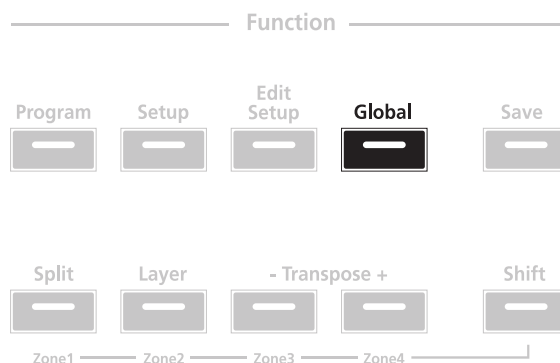 Function
Program Setup Edit Setup Global Save
Split Layer - Transpose + Shift
Zone1 Zone2 Zone3 Zone4